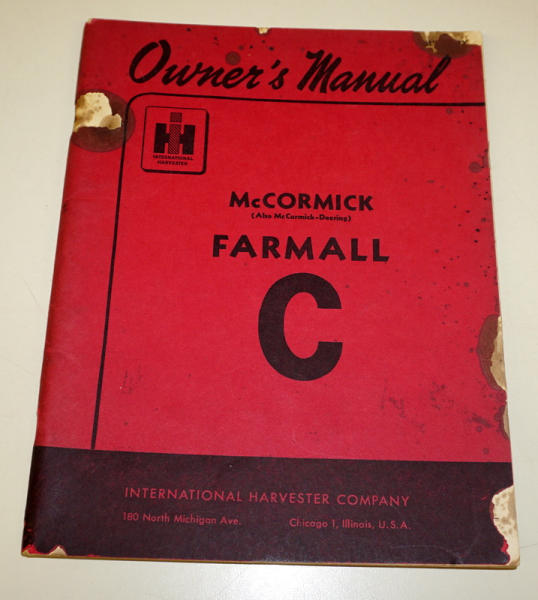 Owner's Manual
IH
INTERNATIONAL
HARVESTER
McCORMICK
(Also McCormick-Deering)
FARMALL
C
INTERNATIONAL HARVESTER COMPANY
180 North Michigan Ave. Chicago 1, Illinois, U.S.A.